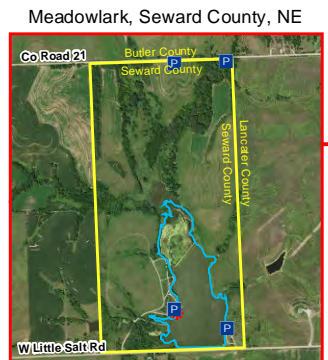 Meadowlark, Seward County, NE
Co Road 21
Butler County
P
P
Seward County
Lancaster County
Seward County
P
P
W Little Salt Rd